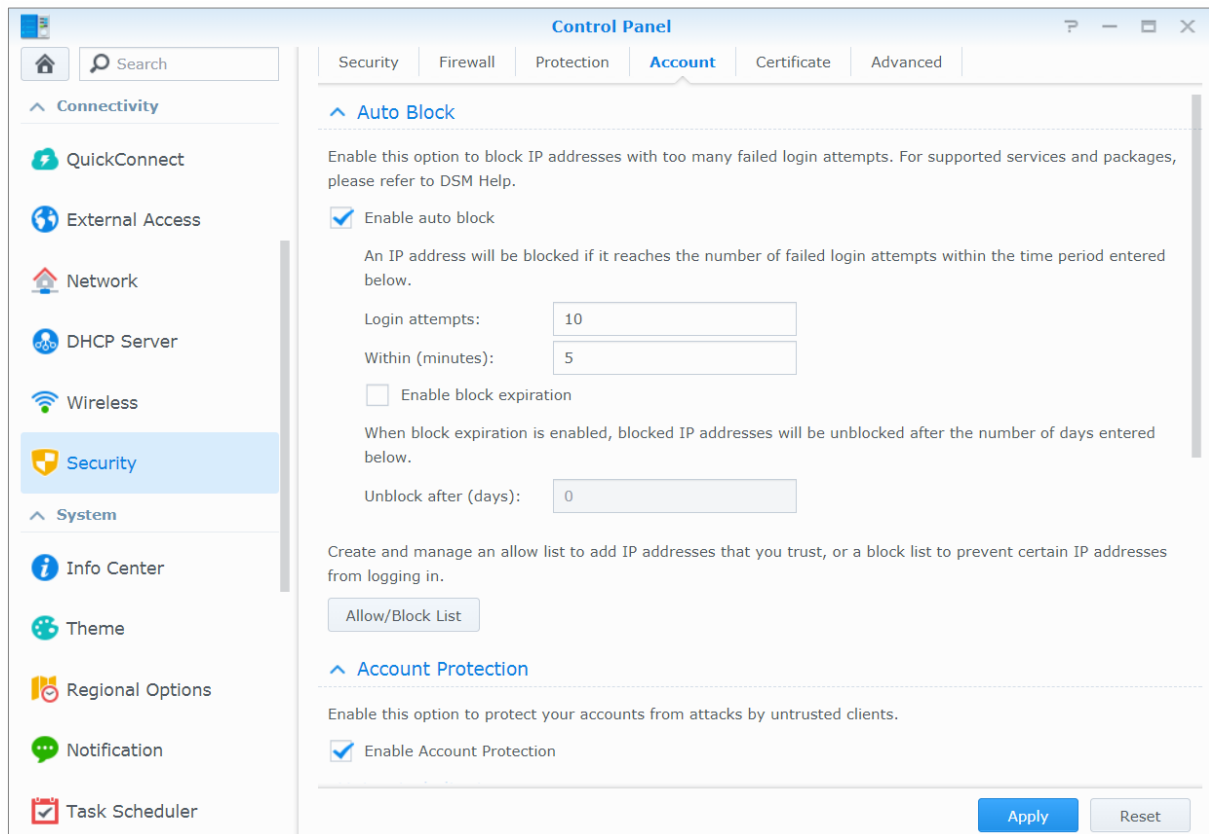 Control Panel
Search
Connectivity
QuickConnect
External Access
Network
DHCP Server
Wireless
Security
System
Info Center
Theme
Regional Options
Notification
Task Scheduler
Security Firewall Protection Account Certificate Advanced
Auto Block
Enable this option to block IP addresses with too many failed login attempts. For supported services and packages,
please refer to DSM Help.
Enable auto block
An IP address will be blocked if it reaches the number of failed login attempts within the time period entered
below.
Login attempts: 10
Within (minutes): 5
Enable block expiration
When block expiration is enabled, blocked IP addresses will be unblocked after the number of days entered
below.
Unblock after (days): 0
Create and manage an allow list to add IP addresses that you trust, or a block list to prevent certain IP addresses
from logging in.
Allow/Block List
Account Protection
Enable this option to protect your accounts from attacks by untrusted clients.
Enable Account Protection
Apply Reset